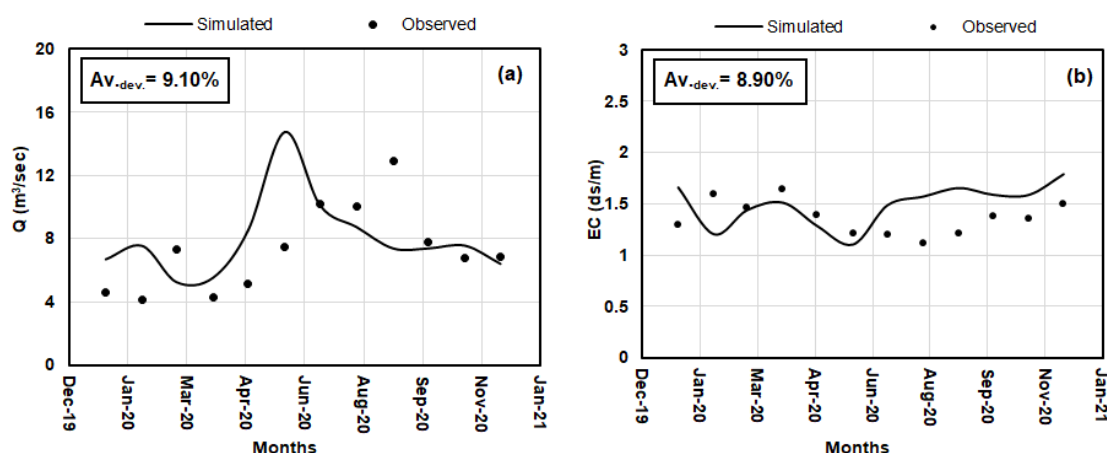 Simulated Observed
20
16
12
8
4
0
Q (m³/sec)
Av.dev.= 9.10%
(a)
Dec-19
Jan-20
Mar-20
Apr-20
Jun-20
Aug-20
Sep-20
Nov-20
Jan-21
Months
Simulated Observed
3
2.5
2
1.5
1
0.5
0
EC (ds/m)
Av.dev.= 8.90%
(b)
Dec-19
Jan-20
Mar-20
Apr-20
Jun-20
Aug-20
Sep-20
Nov-20
Jan-21
Months